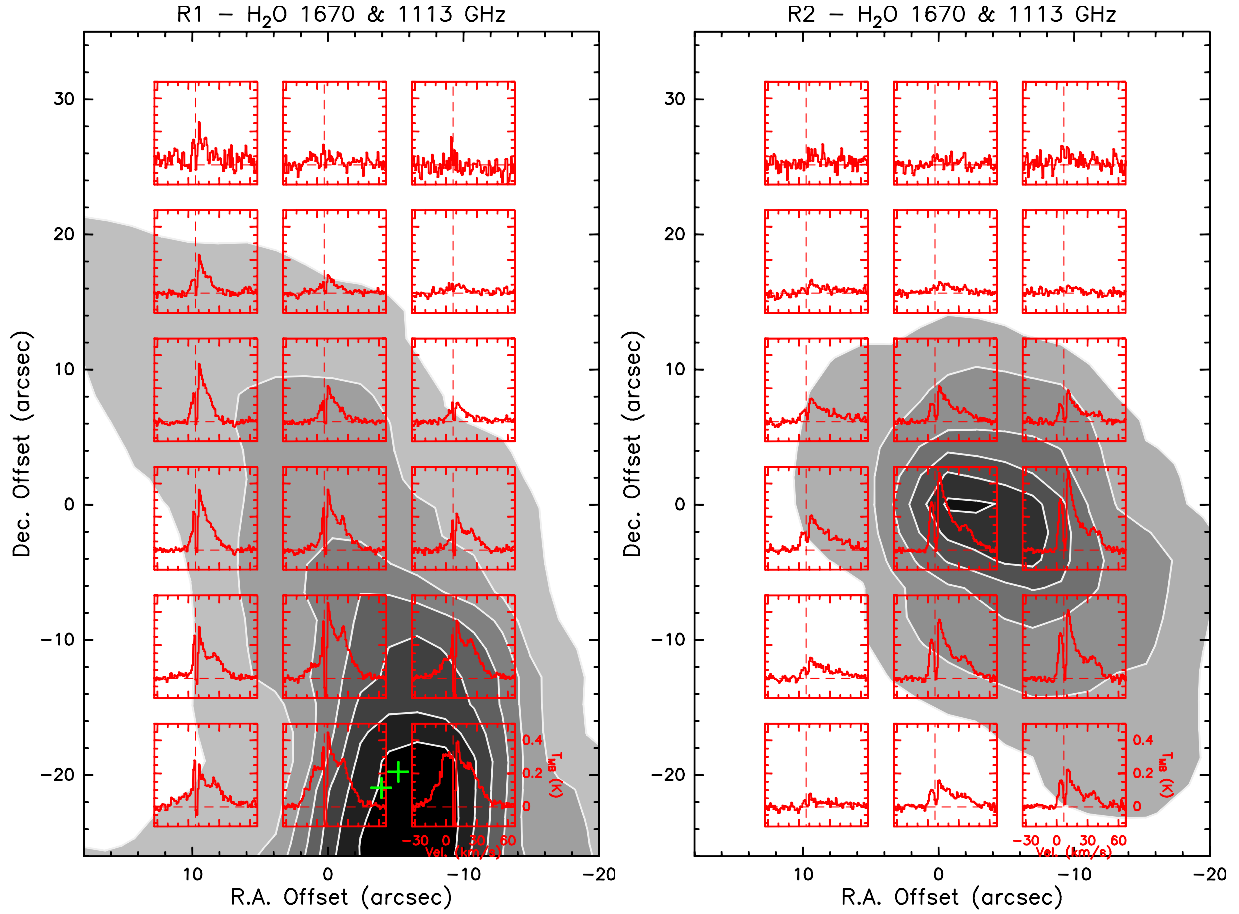 R1 – H₂O 1670 & 1113 GHz
R2 – H₂O 1670 & 1113 GHz
Dec. Offset (arcsec)
30
20
10
0
−10
−20
0.4
0.2
0
T_MB (K)
−30 0 30 60
Vel. (km/s)
10 0 −10 −20
R.A. Offset (arcsec)
Dec. Offset (arcsec)
30
20
10
0
−10
−20
0.4
0.2
0
T_MB (K)
−30 0 30 60
Vel. (km/s)
10 0 −10 −20
R.A. Offset (arcsec)